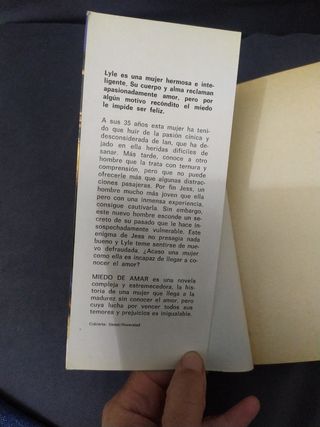 Lyle es una mujer hermosa e inte-
ligente. Su cuerpo y alma reclaman
apasionadamente amor, pero por
algún motivo recóndito el miedo
le impide ser feliz.
A sus 35 años esta mujer ha teni-
do que huir de la pasión cínica y
desconsiderada de Ian, que ha de-
jado en ella heridas difíciles de
sanar. Más tarde, conoce a otro
hombre que la trata con ternura y
comprensión, pero que no puede
ofrecerle más que algunas distrac-
ciones pasajeras. Por fin Jess, un
hombre mucho más joven que ella
pero con una inmensa experiencia,
consigue cautivarla. Sin embargo,
este nuevo hombre esconde un se-
creto de su pasado que le hace in-
sospechadamente vulnerable. Este
enigma de Jess no presagia nada
bueno y Lyle teme sentirse de nue-
vo defraudada. ¿Acaso una mujer
como ella es incapaz de llegar a co-
nocer el amor?
MIEDO DE AMAR es una novela
compleja y estremecedora, la his-
toria de una mujer que llega a la
madurez sin conocer el amor, pero
cuya lucha por vencer todos sus
temores y prejuicios es inigualable.
Cubierta: